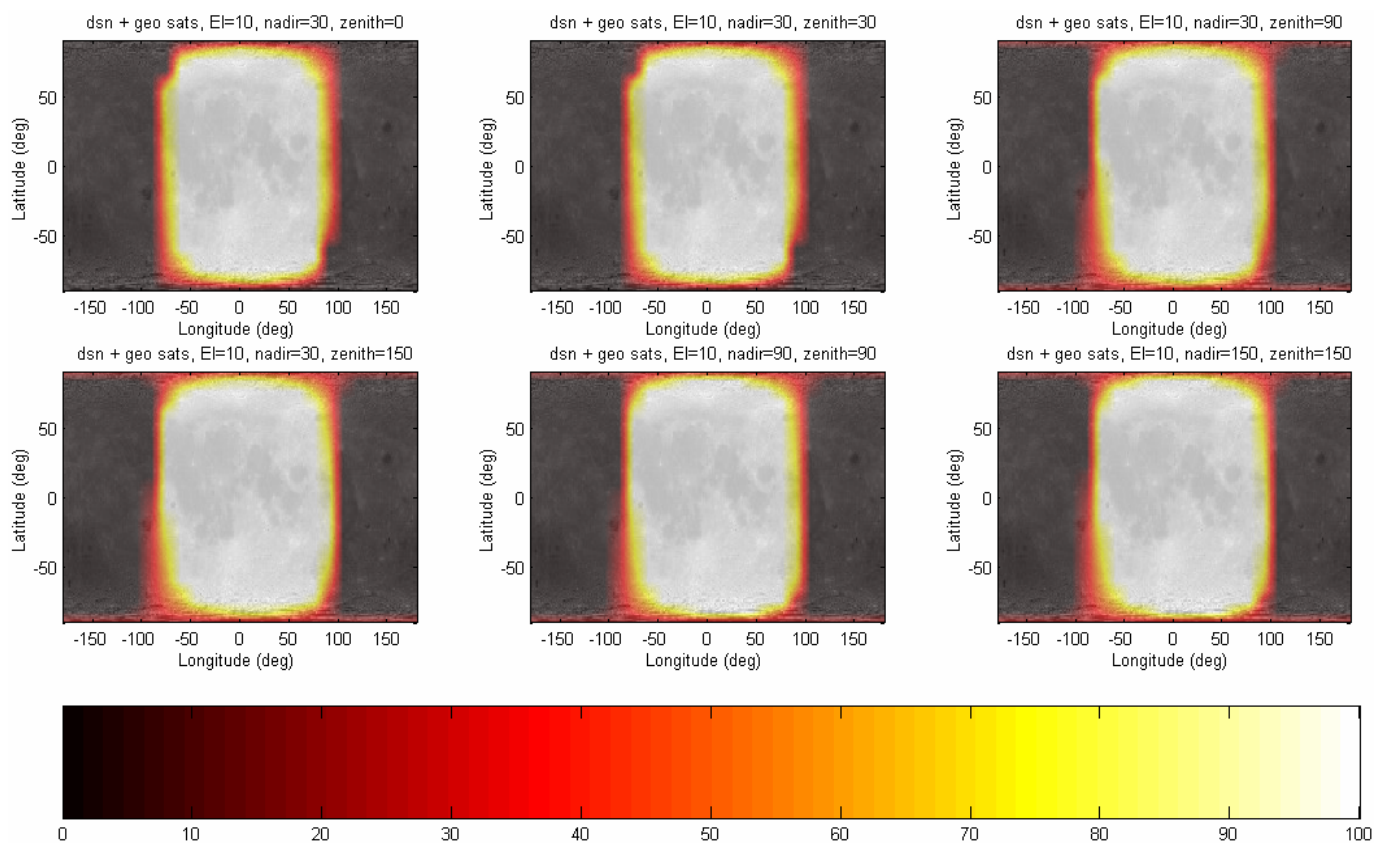 dsn + geo sats, El=10, nadir=30, zenith=0
dsn + geo sats, El=10, nadir=30, zenith=30
dsn + geo sats, El=10, nadir=30, zenith=90
Latitude (deg)
50
0
-50
-150 -100 -50 0 50 100 150
Longitude (deg)
Latitude (deg)
50
0
-50
-150 -100 -50 0 50 100 150
Longitude (deg)
Latitude (deg)
50
0
-50
-150 -100 -50 0 50 100 150
Longitude (deg)
dsn + geo sats, El=10, nadir=30, zenith=150
dsn + geo sats, El=10, nadir=90, zenith=90
dsn + geo sats, El=10, nadir=150, zenith=150
Latitude (deg)
50
0
-50
-150 -100 -50 0 50 100 150
Longitude (deg)
Latitude (deg)
50
0
-50
-150 -100 -50 0 50 100 150
Longitude (deg)
Latitude (deg)
50
0
-50
-150 -100 -50 0 50 100 150
Longitude (deg)
0 10 20 30 40 50 60 70 80 90 100